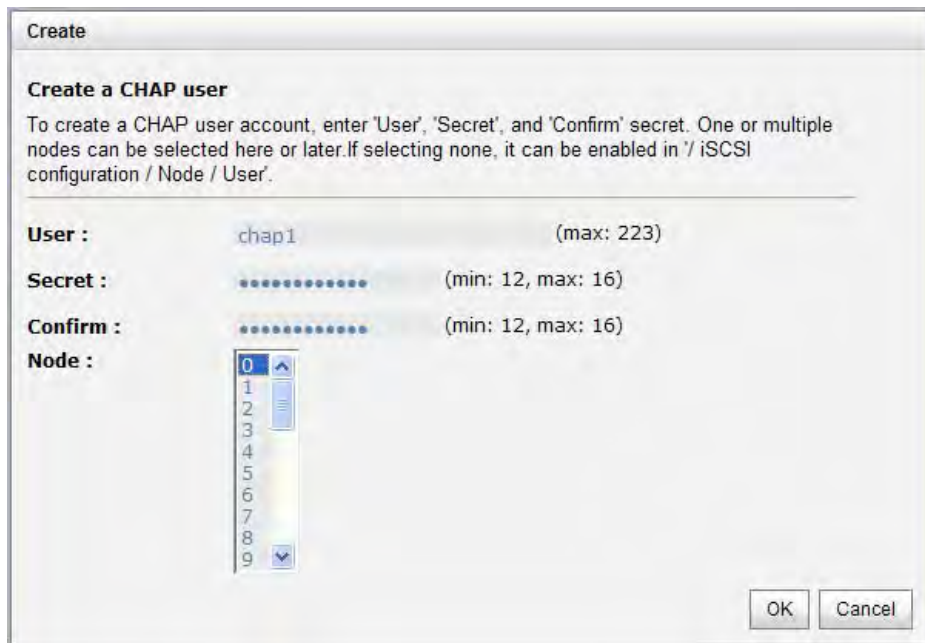 Create
Create a CHAP user
To create a CHAP user account, enter 'User', 'Secret', and 'Confirm' secret. One or multiple
nodes can be selected here or later.If selecting none, it can be enabled in '/ iSCSI
configuration / Node / User'.
User : chap1 (max: 223)
Secret : •••••••••••• (min: 12, max: 16)
Confirm : •••••••••••• (min: 12, max: 16)
Node :
0
1
2
3
4
5
6
7
8
9
OK Cancel